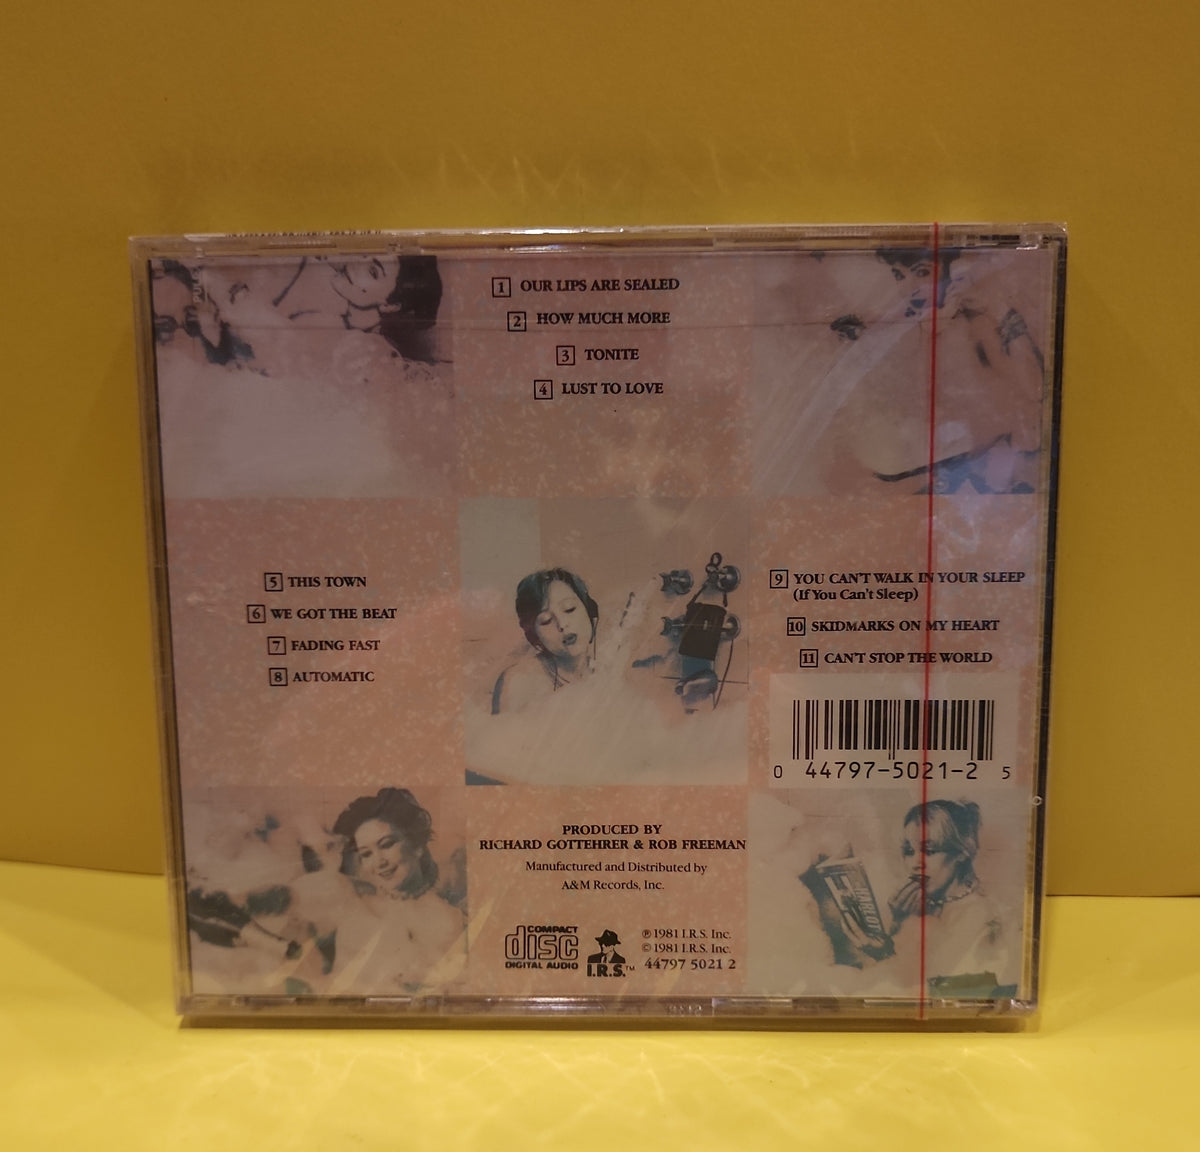 1 OUR LIPS ARE SEALED
2 HOW MUCH MORE
3 TONITE
4 LUST TO LOVE
5 THIS TOWN
6 WE GOT THE BEAT
7 FADING FAST
8 AUTOMATIC
9 YOU CAN'T WALK IN YOUR SLEEP
(If You Can't Sleep)
10 SKIDMARKS ON MY HEART
11 CAN'T STOP THE WORLD
0 44797-5021-2 5
PRODUCED BY
RICHARD GOTTEHRER & ROB FREEMAN
Manufactured and Distributed by
A&M Records, Inc.
COMPACT
disc
DIGITAL AUDIO
I.R.S.™
℗ 1981 I.R.S. Inc.
© 1981 I.R.S. Inc.
44797 5021 2
HARLOT
PULL